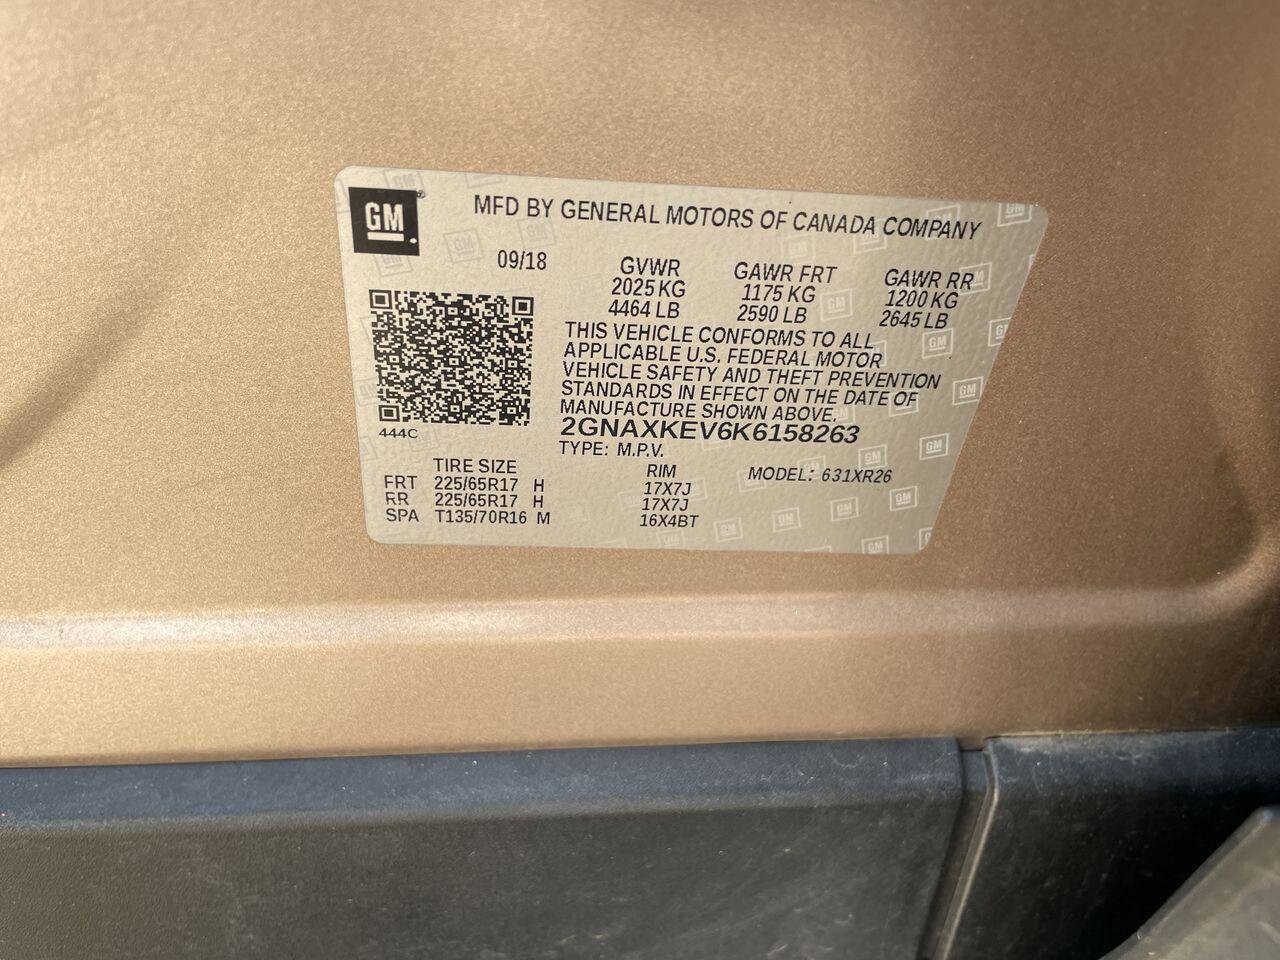 GM
MFD BY GENERAL MOTORS OF CANADA COMPANY
09/18 GVWR GAWR FRT GAWR RR
2025 KG 1175 KG 1200 KG
4464 LB 2590 LB 2645 LB
THIS VEHICLE CONFORMS TO ALL
APPLICABLE U.S. FEDERAL MOTOR
VEHICLE SAFETY AND THEFT PREVENTION
STANDARDS IN EFFECT ON THE DATE OF
MANUFACTURE SHOWN ABOVE.
444C 2GNAXKEV6K6158263
TYPE: M.P.V.
TIRE SIZE RIM MODEL: 631XR26
FRT 225/65R17 H 17X7J
RR 225/65R17 H 17X7J
SPA T135/70R16 M 16X4BT